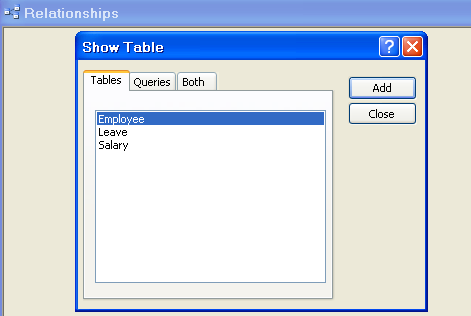 Relationships
Show Table
?
Tables Queries Both
Add
Close
Employee
Leave
Salary